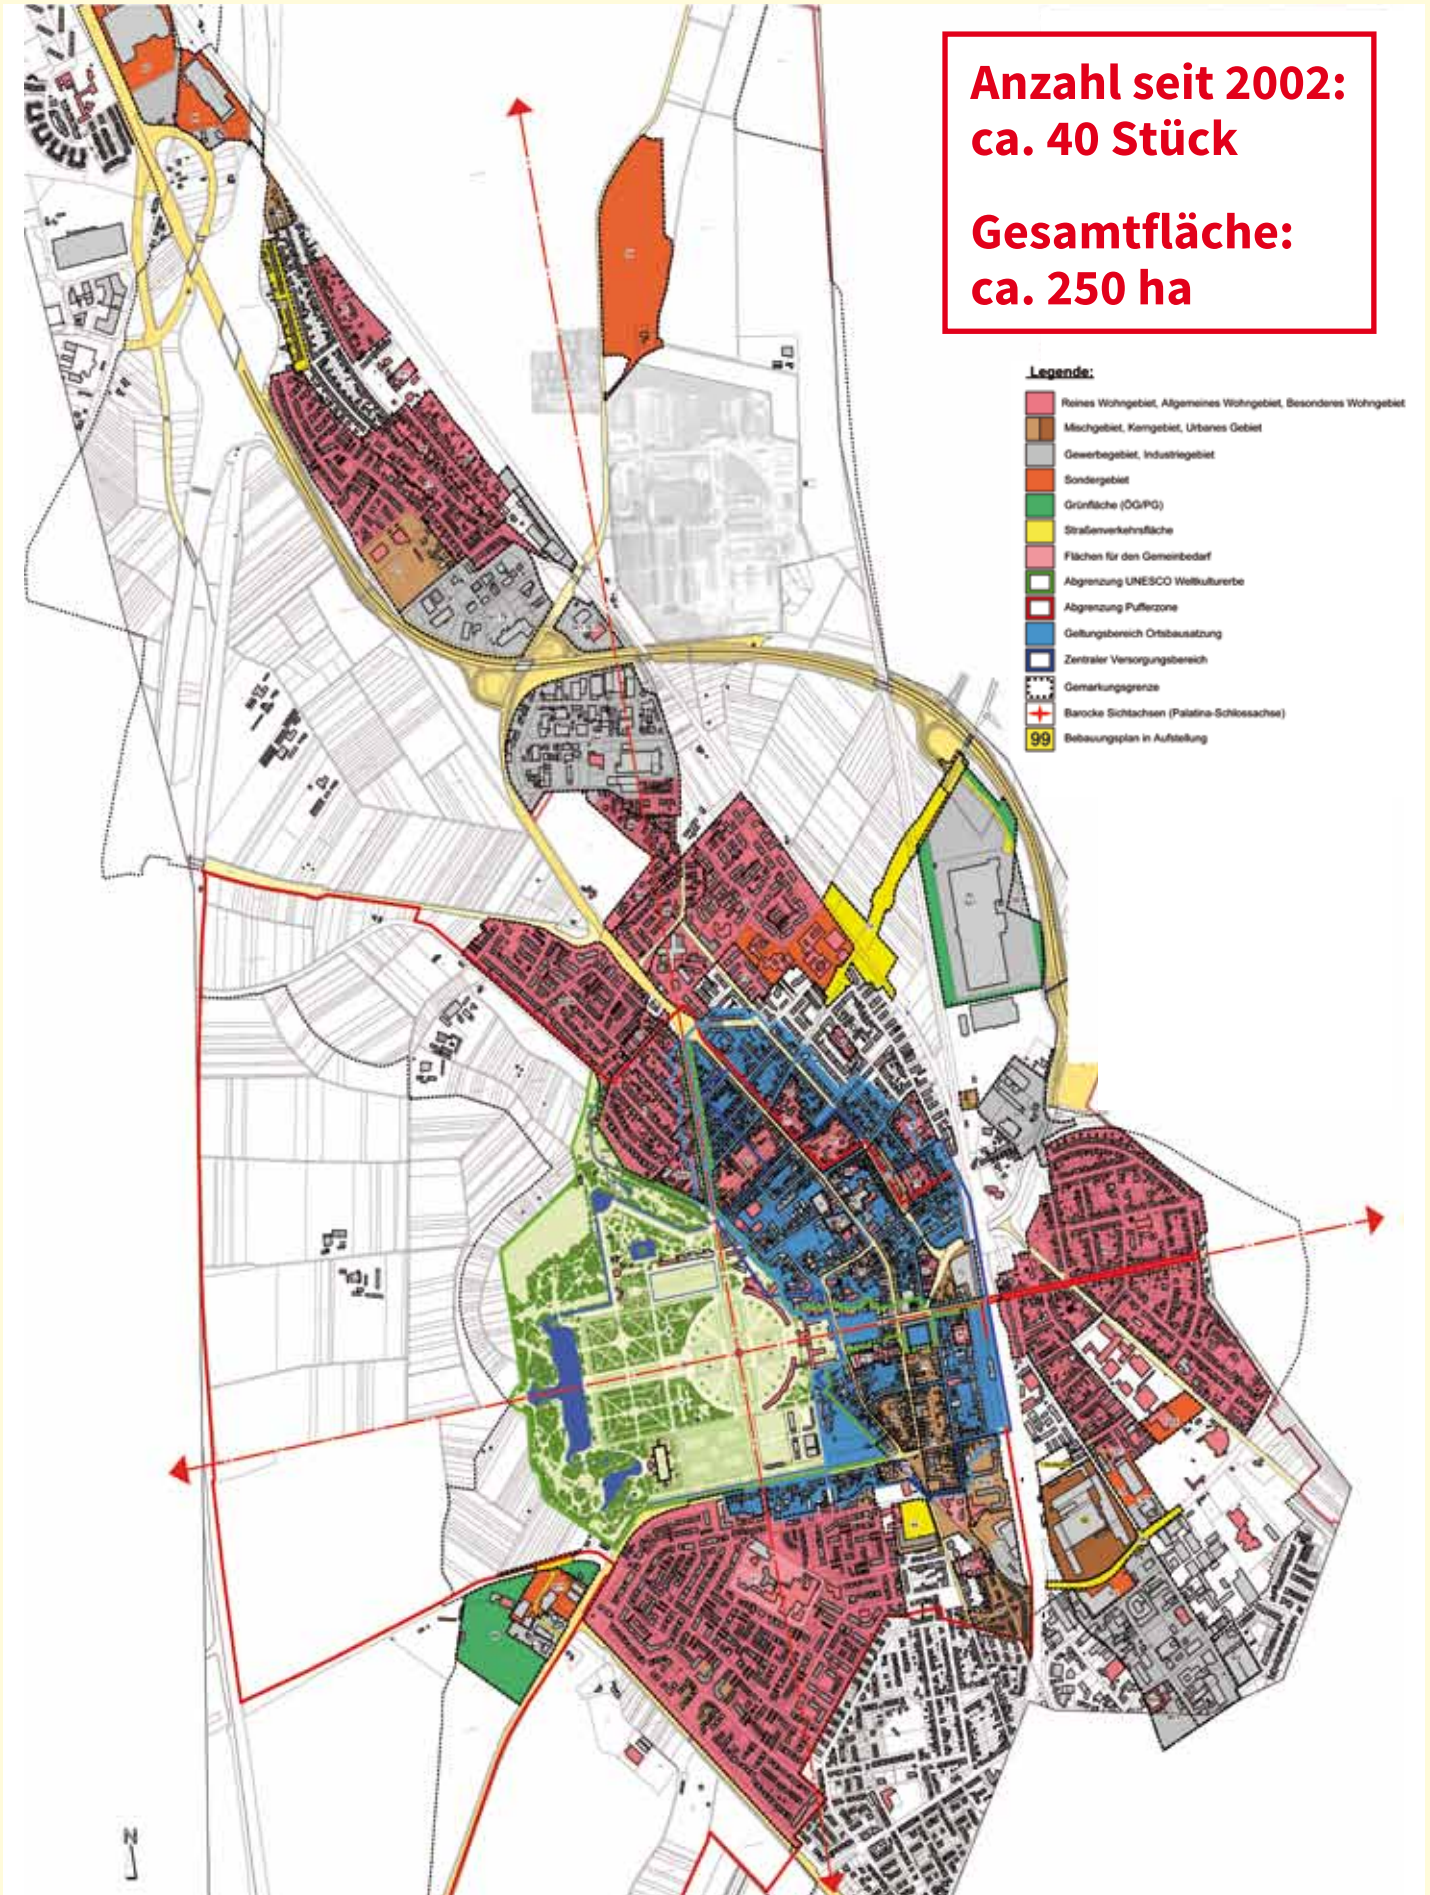 Anzahl seit 2002:
ca. 40 Stück
Gesamtfläche:
ca. 250 ha
Legende:
Reines Wohngebiet, Allgemeines Wohngebiet, Besonderes Wohngebiet
Mischgebiet, Kerngebiet, Urbanes Gebiet
Gewerbegebiet, Industriegebiet
Sondergebiet
Grünfläche (ÖG/PG)
Straßenverkehrsfläche
Flächen für den Gemeinbedarf
Abgrenzung UNESCO Weltkulturerbe
Abgrenzung Pufferzone
Geltungsbereich Ortsbausatzung
Zentraler Versorgungsbereich
Gemarkungsgrenze
Barocke Sichtachsen (Palatina-Schlossachse)
99 Bebauungsplan in Aufstellung
N